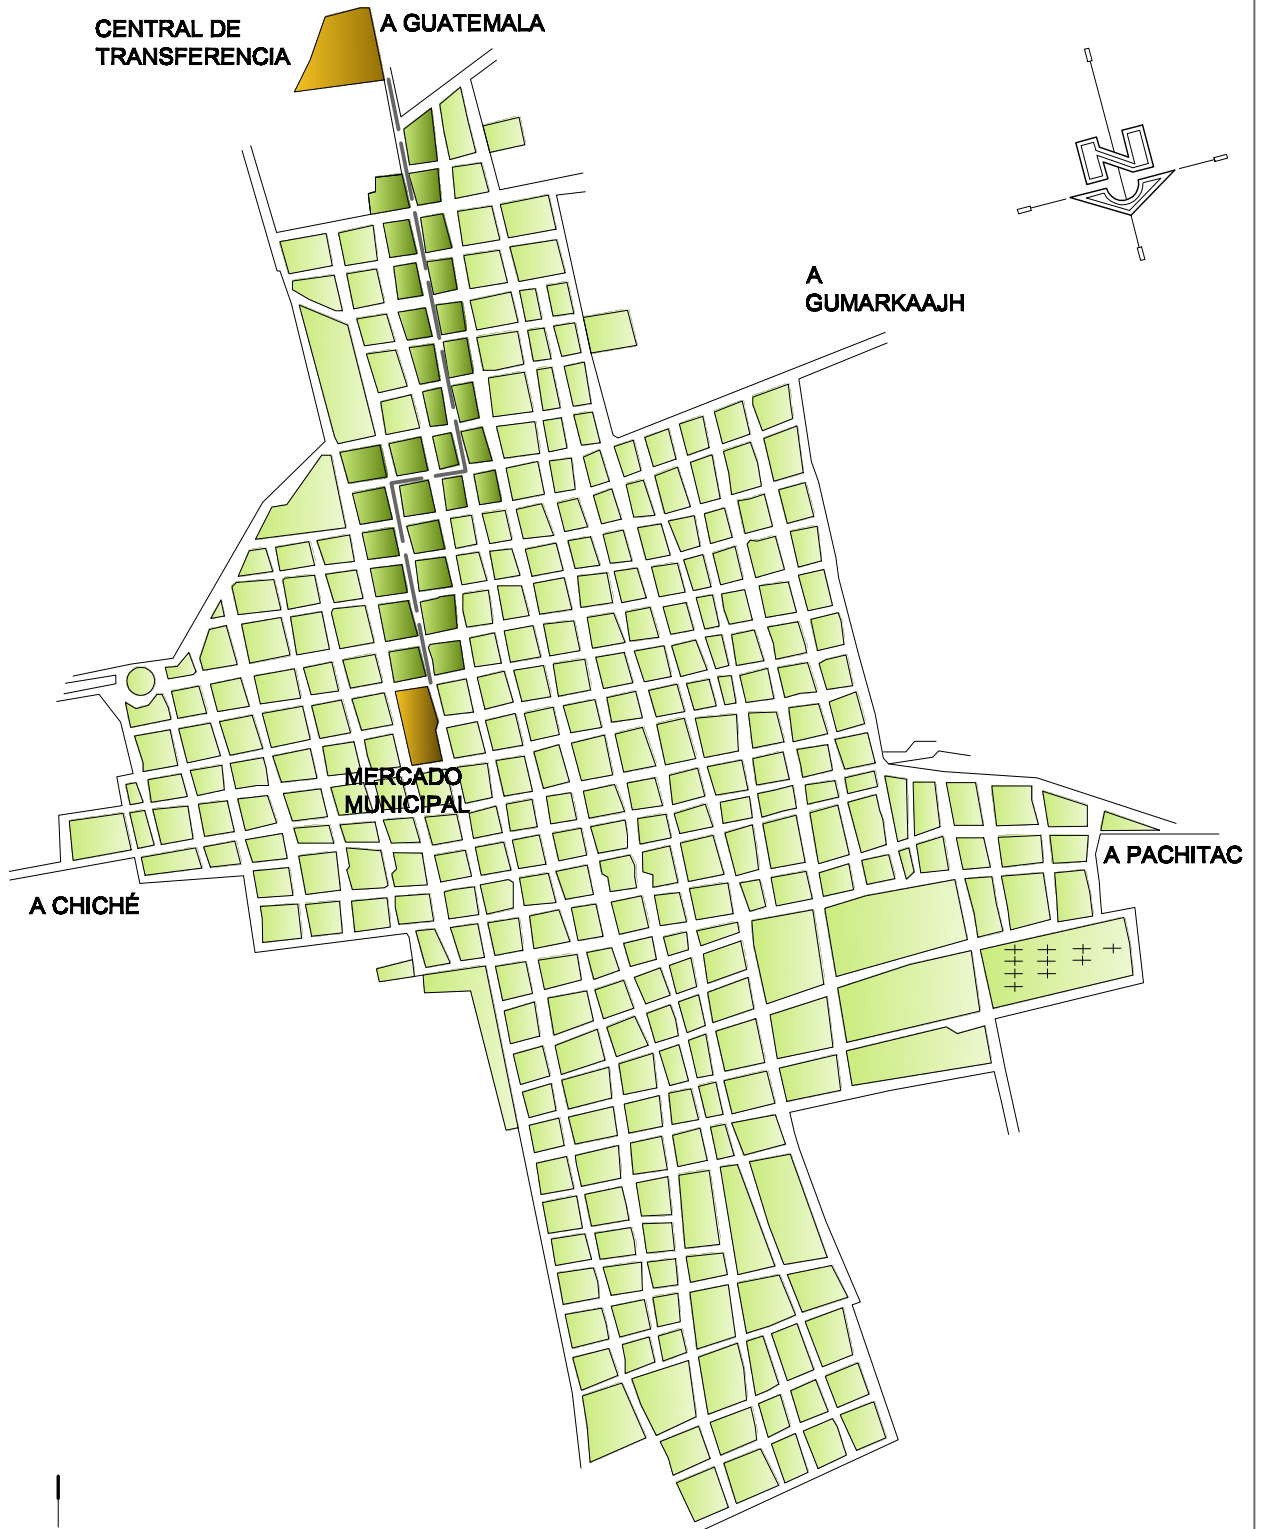 CENTRAL DE
TRANSFERENCIA
A GUATEMALA
N
A
GUMARKAAJH
MERCADO
MUNICIPAL
A PACHITAC
A CHICHÉ